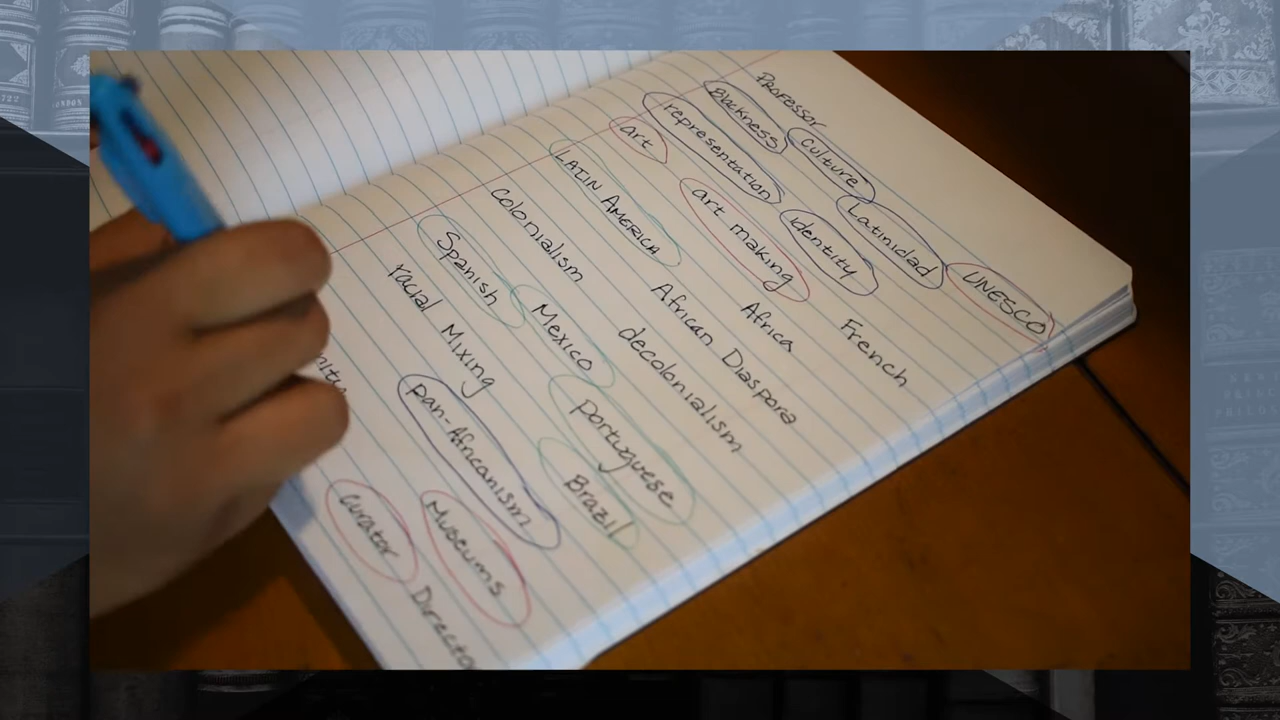 Professor
Blackness Culture Latinidad UNESCO
representation identity French
art art making Africa
LATIN AMERICA African Diaspora
Colonialism decolonialism
Spanish Mexico Portuguese
racial Mixing Brazil
pan-Africanism
Museums
curator Directo